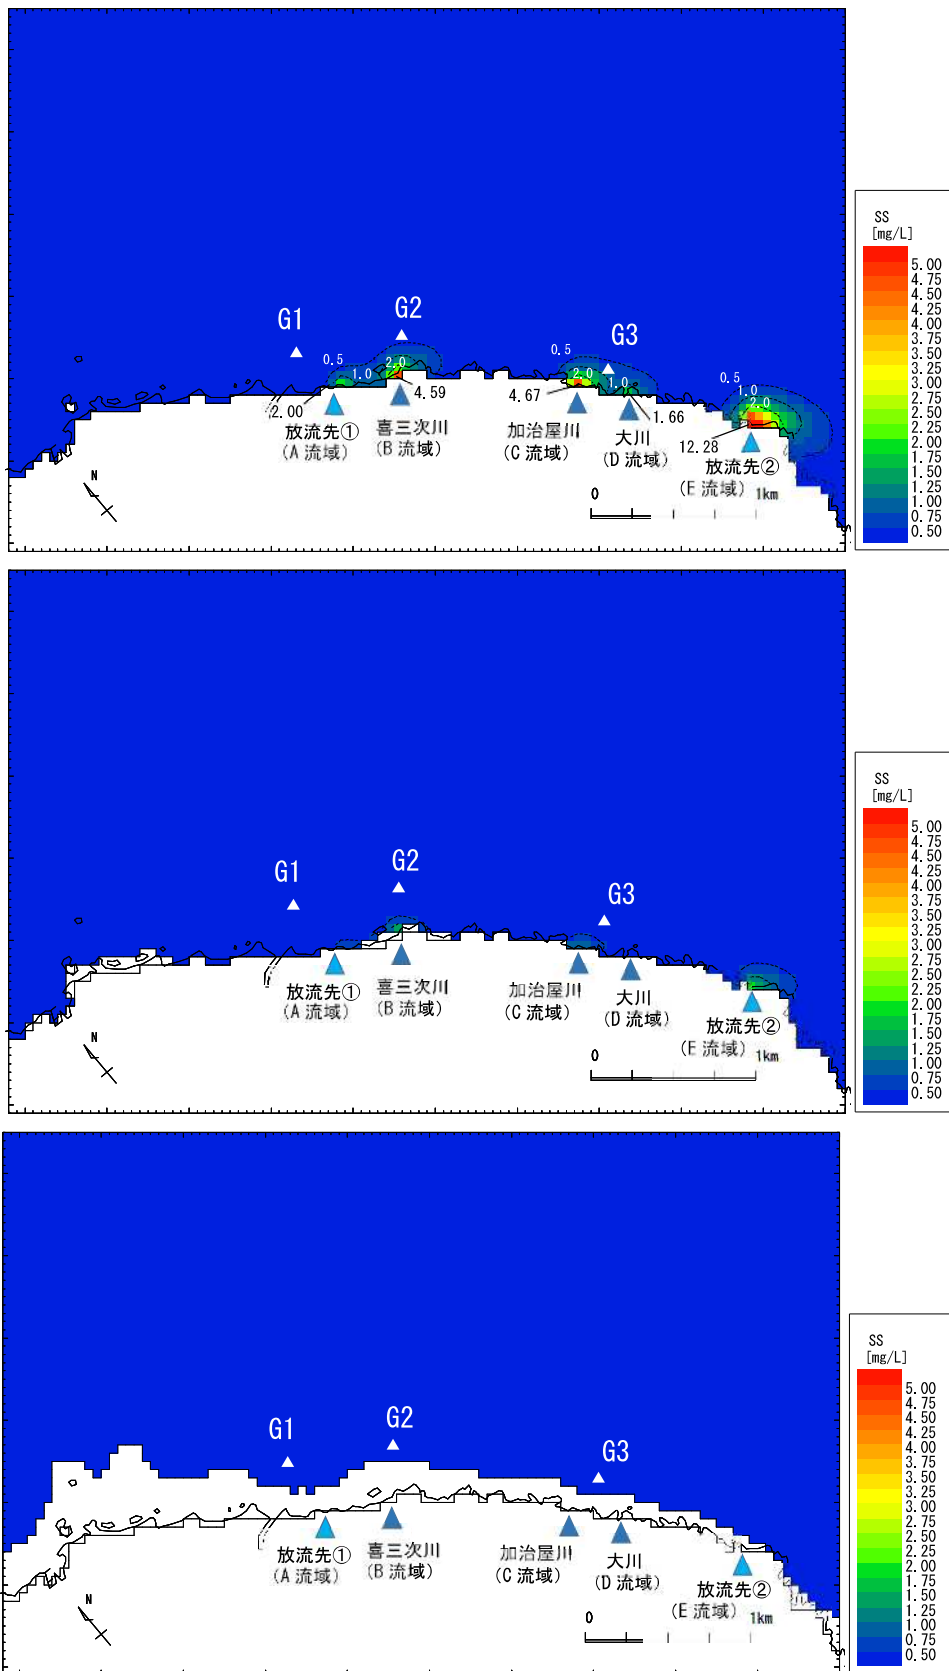 SS
[mg/L]
5.00
4.75
4.50
4.25
4.00
3.75
3.50
3.25
3.00
2.75
2.50
2.25
2.00
1.75
1.50
1.25
1.00
0.75
0.50
G1
G2
G3
0.5
1.0
2.0
0.5
2.0
1.0
0.5
1.0
2.0
2.00
4.59
4.67
1.66
12.28
放流先①
(A 流域)
喜三次川
(B 流域)
加治屋川
(C 流域)
大川
(D 流域)
放流先②
(E 流域)
N
0
1km
SS
[mg/L]
5.00
4.75
4.50
4.25
4.00
3.75
3.50
3.25
3.00
2.75
2.50
2.25
2.00
1.75
1.50
1.25
1.00
0.75
0.50
G1
G2
G3
放流先①
(A 流域)
喜三次川
(B 流域)
加治屋川
(C 流域)
大川
(D 流域)
放流先②
(E 流域)
N
0
1km
SS
[mg/L]
5.00
4.75
4.50
4.25
4.00
3.75
3.50
3.25
3.00
2.75
2.50
2.25
2.00
1.75
1.50
1.25
1.00
0.75
0.50
G1
G2
G3
放流先①
(A 流域)
喜三次川
(B 流域)
加治屋川
(C 流域)
大川
(D 流域)
放流先②
(E 流域)
N
0
1km